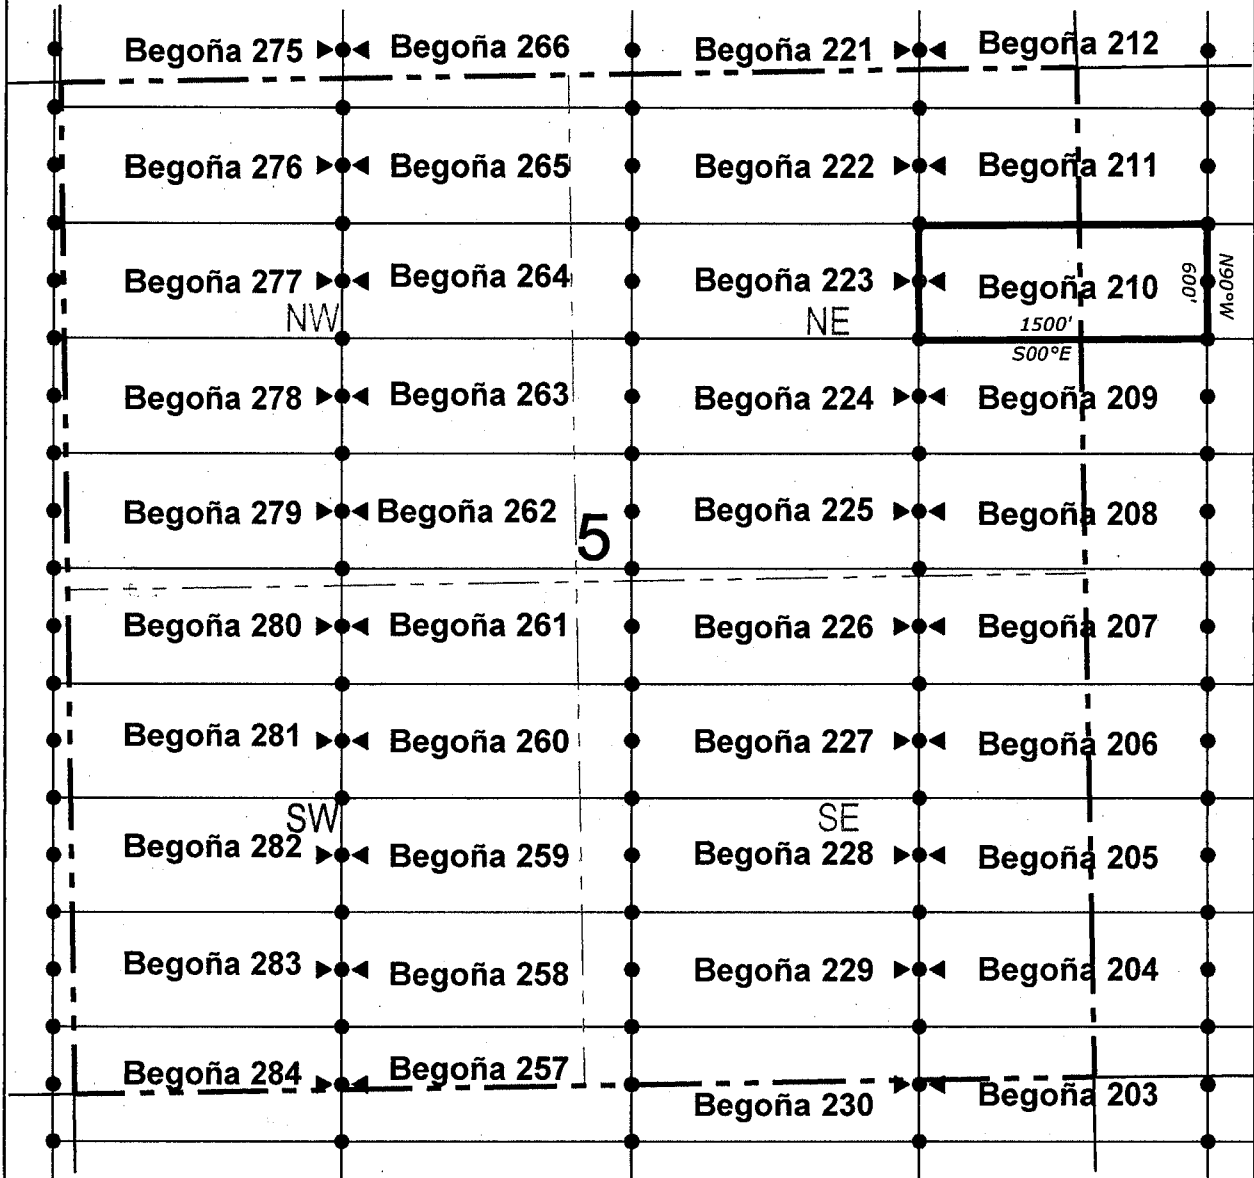 Begoña 275 Begoña 266 Begoña 221 Begoña 212
Begoña 276 Begoña 265 Begoña 222 Begoña 211
Begoña 277 Begoña 264 Begoña 223 Begoña 210
600'
N90°W
NW NE 1500'
S00°E
Begoña 278 Begoña 263 Begoña 224 Begoña 209
Begoña 279 Begoña 262 Begoña 225 Begoña 208
5
Begoña 280 Begoña 261 Begoña 226 Begoña 207
Begoña 281 Begoña 260 Begoña 227 Begoña 206
SW SE
Begoña 282 Begoña 259 Begoña 228 Begoña 205
Begoña 283 Begoña 258 Begoña 229 Begoña 204
Begoña 284 Begoña 257 Begoña 230 Begoña 203